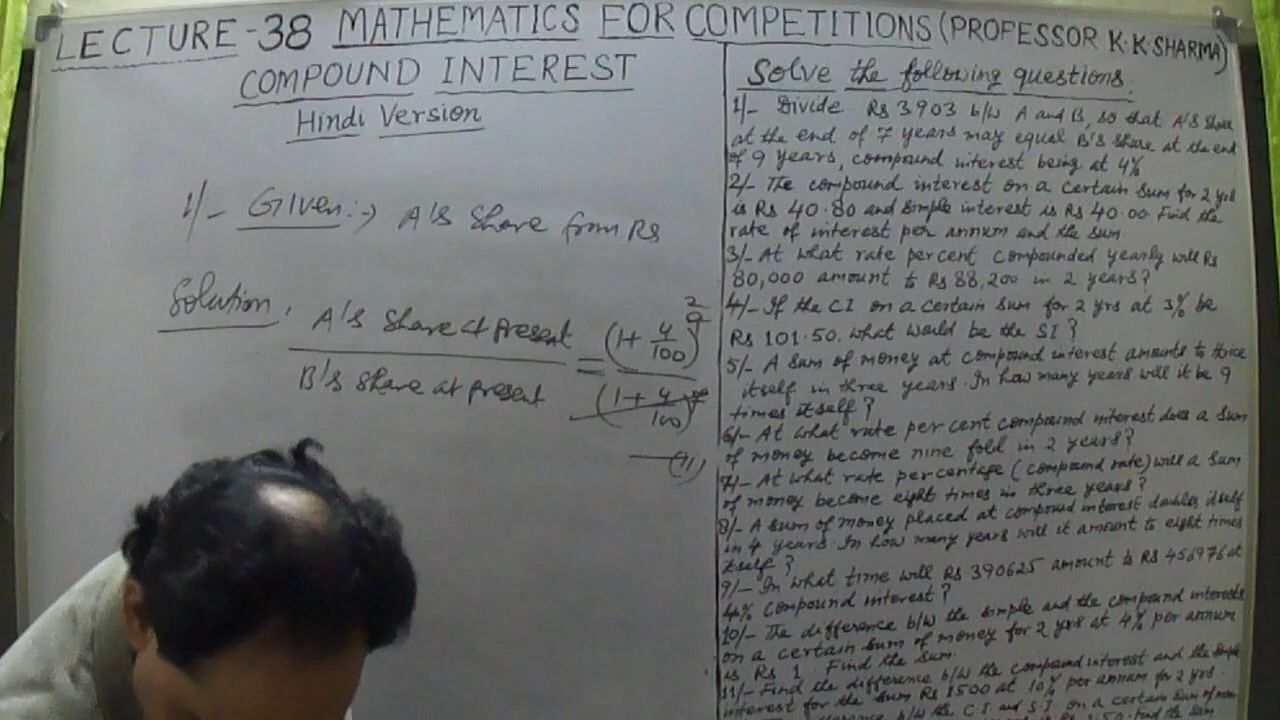 LECTURE-38 MATHEMATICS FOR COMPETITIONS (PROFESSOR K.K.SHARMA)
COMPOUND INTEREST
Hindi Version
1/- Given:-> A's Share from Rs
Solution, A's Share at present / B's Share at present = (1+ 4/100)^9 / (1+ 4/100)^7
(1)
Solve the following questions.
1/- Divide Rs 3903 b/w A and B, so that A's share
at the end of 7 years may equal B's share at the end
of 9 years, compound interest being at 4%
2/- The compound interest on a certain sum for 2 yrs
is Rs 40.80 and simple interest is Rs 40.00 Find the
rate of interest per annum and the sum
3/- At what rate percent compounded yearly will Rs
80,000 amount to Rs 88,200 in 2 years?
4/- If the CI on a certain sum for 2 yrs at 3% be
Rs 101.50. what would be the SI?
5/- A sum of money at compound interest amounts to thrice
itself in three years. In how many years will it be 9
times itself?
6/- At what rate per cent compound interest does a sum
of money become nine fold in 2 years?
7/- At what rate percentage (compound rate) will a sum
of money become eight times in three years?
8/- A sum of money placed at compound interest doubles itself
in 4 years. In how many years will it amount to eight times
itself?
9/- In what time will Rs 390625 amount to Rs 456976 at
4% compound interest?
10/- The difference b/w the simple and the compound interests
on a certain sum of money for 2 yrs at 4% per annum
is Rs 1. Find the sum.
11/- Find the difference b/w the compound interest and the simple
interest for the sum Rs 1500 at 10% per annum for 2 yrs
b/w the C.I and S.I on a certain sum of